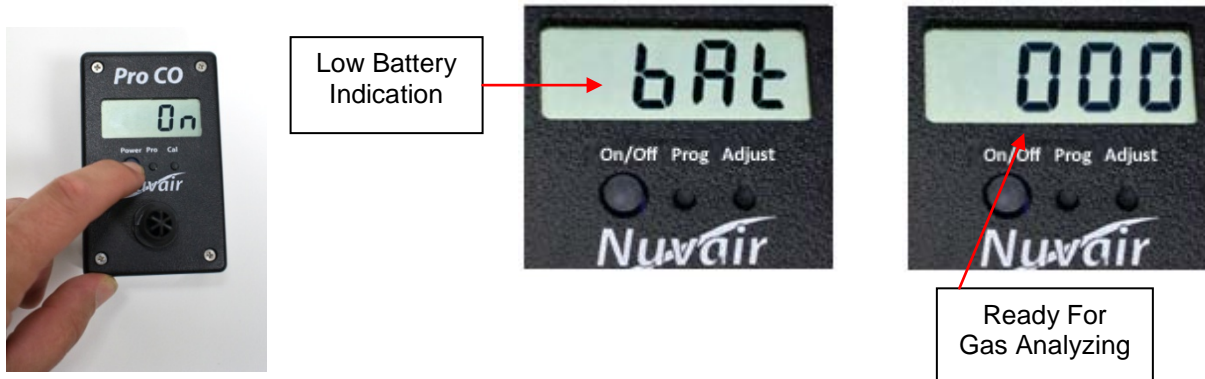 Pro CO
On
Power Pro Cal
Nuvair
Low Battery
Indication
bAt
On/Off Prog Adjust
Nuvair
000
On/Off Prog Adjust
Nuvair
Ready For
Gas Analyzing